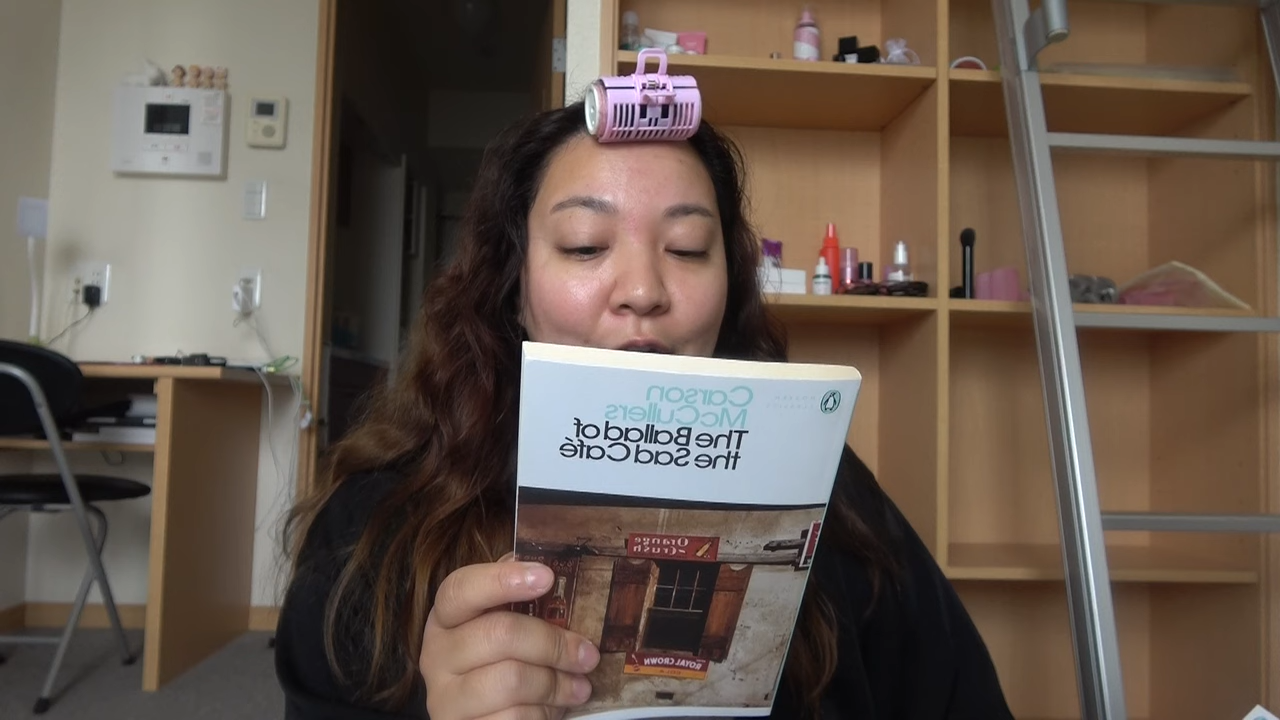 Carson
McCullers
The Ballad of
the Sad Café
Orange
Crush
ROYAL CROWN